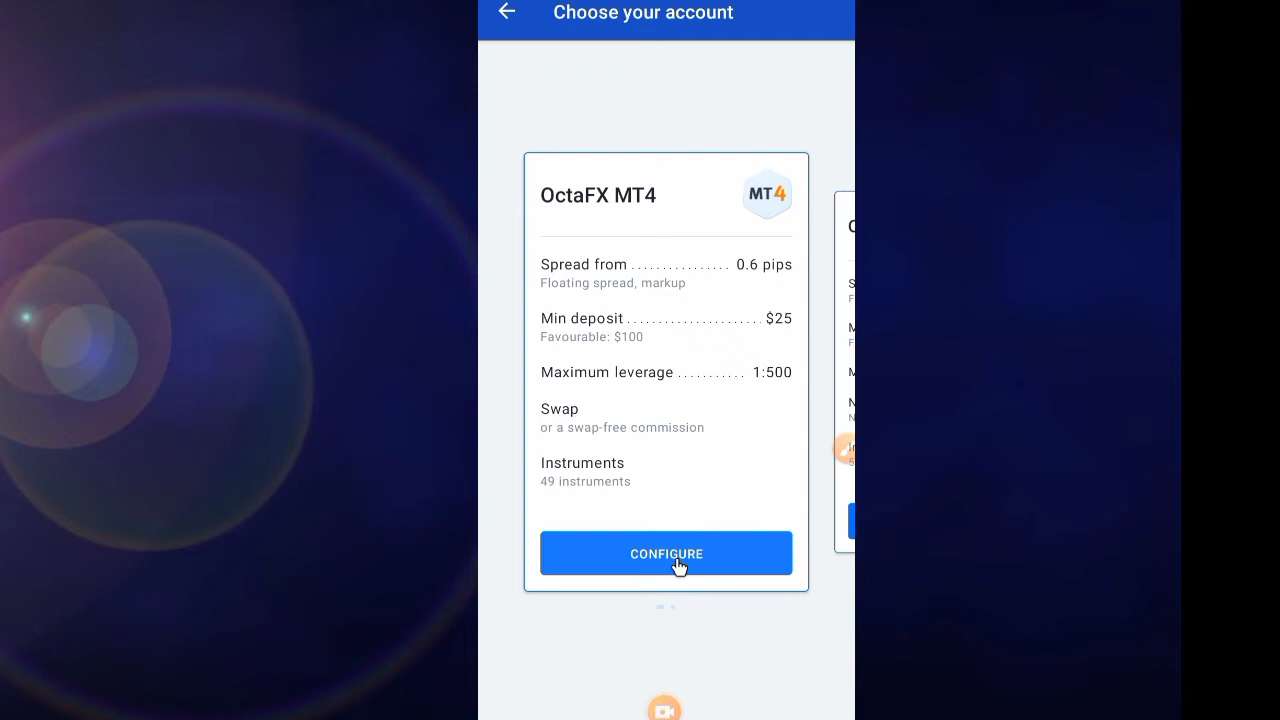 Choose your account
OctaFX MT4
MT4
Spread from ................ 0.6 pips
Floating spread, markup
Min deposit ...................... $25
Favourable: $100
Maximum leverage ........... 1:500
Swap
or a swap-free commission
Instruments
49 instruments
CONFIGURE